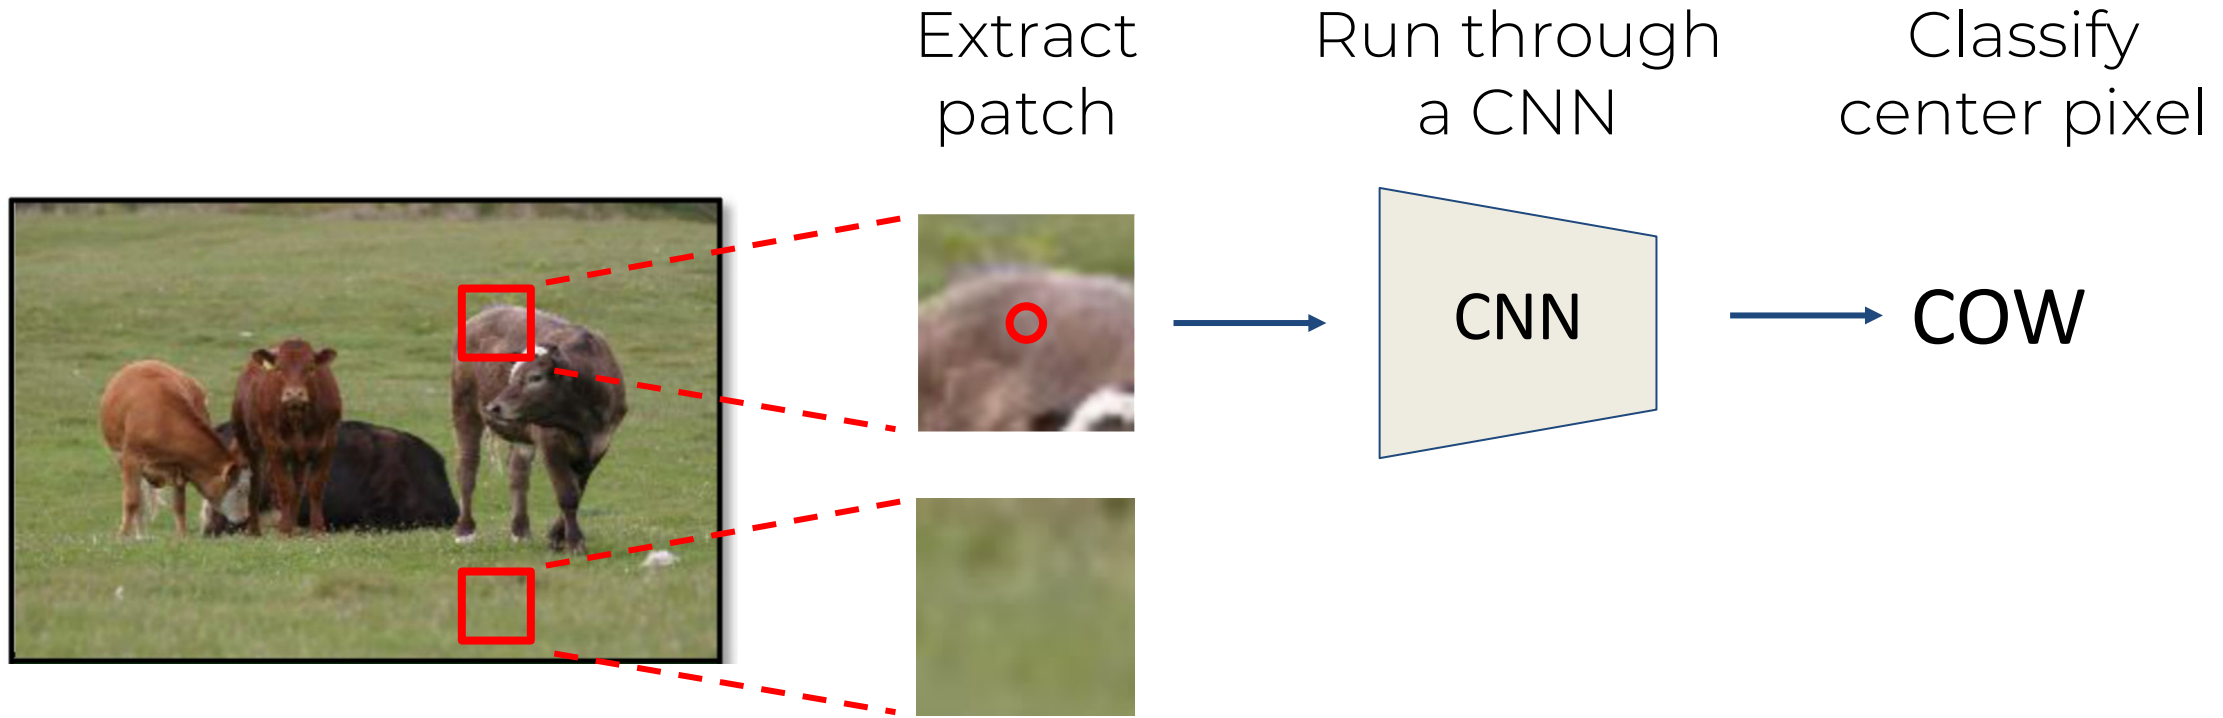 Extract
patch
Run through
a CNN
Classify
center pixel
CNN
COW